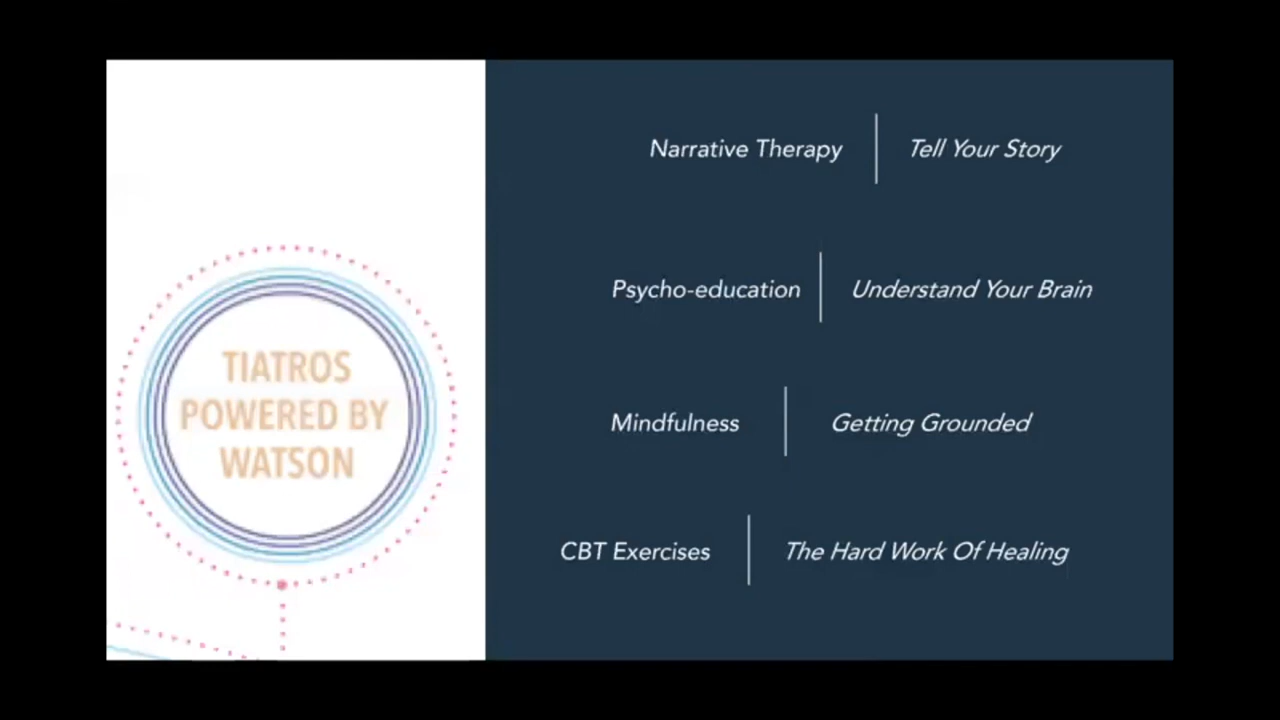 TIATROS
POWERED BY
WATSON
Narrative Therapy
Tell Your Story
Psycho-education
Understand Your Brain
Mindfulness
Getting Grounded
CBT Exercises
The Hard Work Of Healing